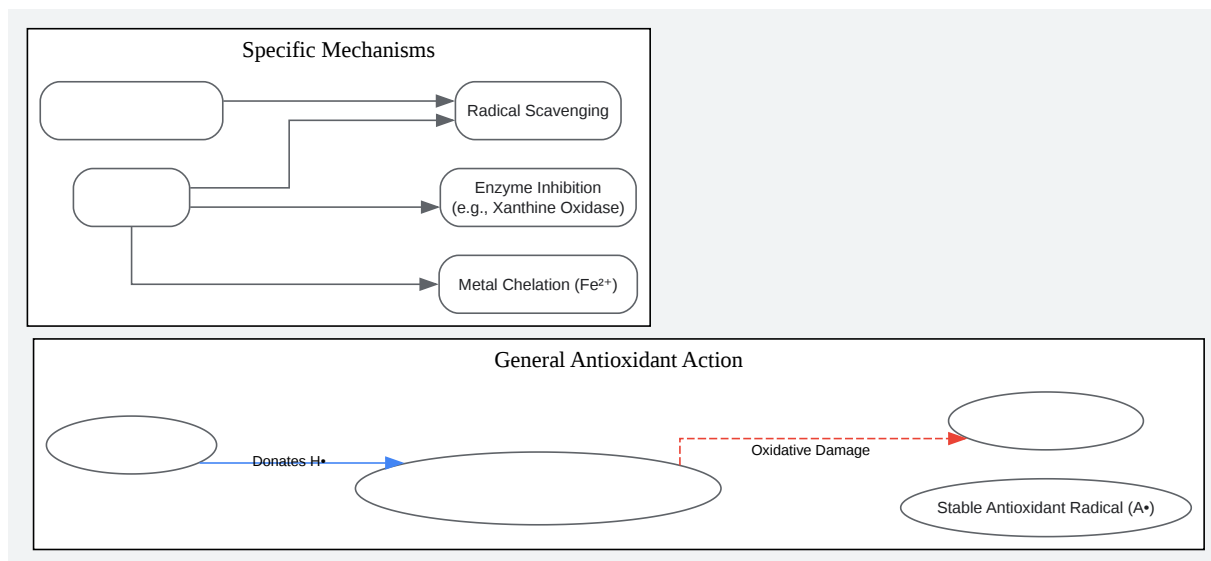 Specific Mechanisms
Radical Scavenging
Enzyme Inhibition
(e.g., Xanthine Oxidase)
Metal Chelation (Fe²⁺)
General Antioxidant Action
Donates H•
Oxidative Damage
Stable Antioxidant Radical (A•)